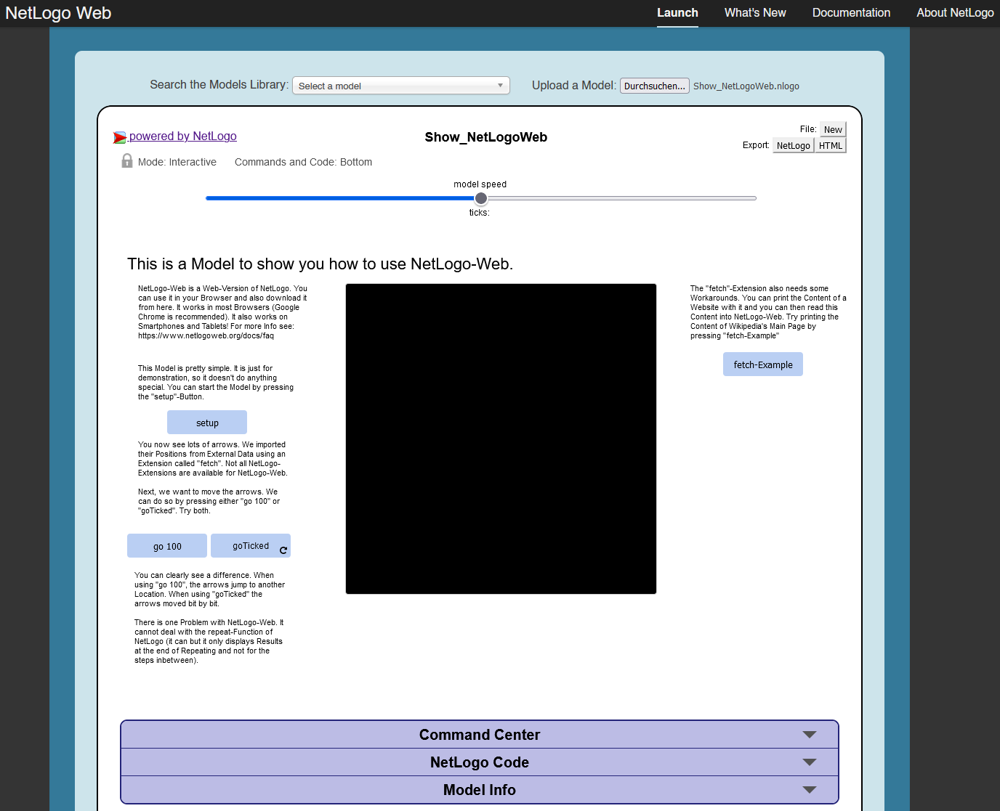 NetLogo Web
Launch
What's New
Documentation
About NetLogo
Search the Models Library:
Select a model
Upload a Model:
Durchsuchen...
Show_NetLogoWeb.nlogo
powered by NetLogo
Show_NetLogoWeb
File:
New
Export:
NetLogo
HTML
Mode: Interactive
Commands and Code: Bottom
model speed
ticks:
This is a Model to show you how to use NetLogo-Web.
NetLogo-Web is a Web-Version of NetLogo. You
can use it in your Browser and also download it
from here. It works in most Browsers (Google
Chrome is recommended). It also works on
Smartphones and Tablets! For more Info see:
https://www.netlogoweb.org/docs/faq
This Model is pretty simple. It is just for
demonstration, so it doesn't do anything
special. You can start the Model by pressing
the "setup"-Button.
setup
You now see lots of arrows. We imported
their Positions from External Data using an
Extension called "fetch". Not all NetLogo-
Extensions are available for NetLogo-Web.
Next, we want to move the arrows. We
can do so by pressing either "go 100" or
"goTicked". Try both.
go 100
goTicked
You can clearly see a difference. When
using "go 100", the arrows jump to another
Location. When using "goTicked" the
arrows moved bit by bit.
There is one Problem with NetLogo-Web. It
cannot deal with the repeat-Function of
NetLogo (it can but it only displays Results
at the end of Repeating and not for the
steps inbetween).
The "fetch"-Extension also needs some
Workarounds. You can print the Content of a
Website with it and you can then read this
Content into NetLogo-Web. Try printing the
Content of Wikipedia's Main Page by
pressing "fetch-Example"
fetch-Example
Command Center
NetLogo Code
Model Info